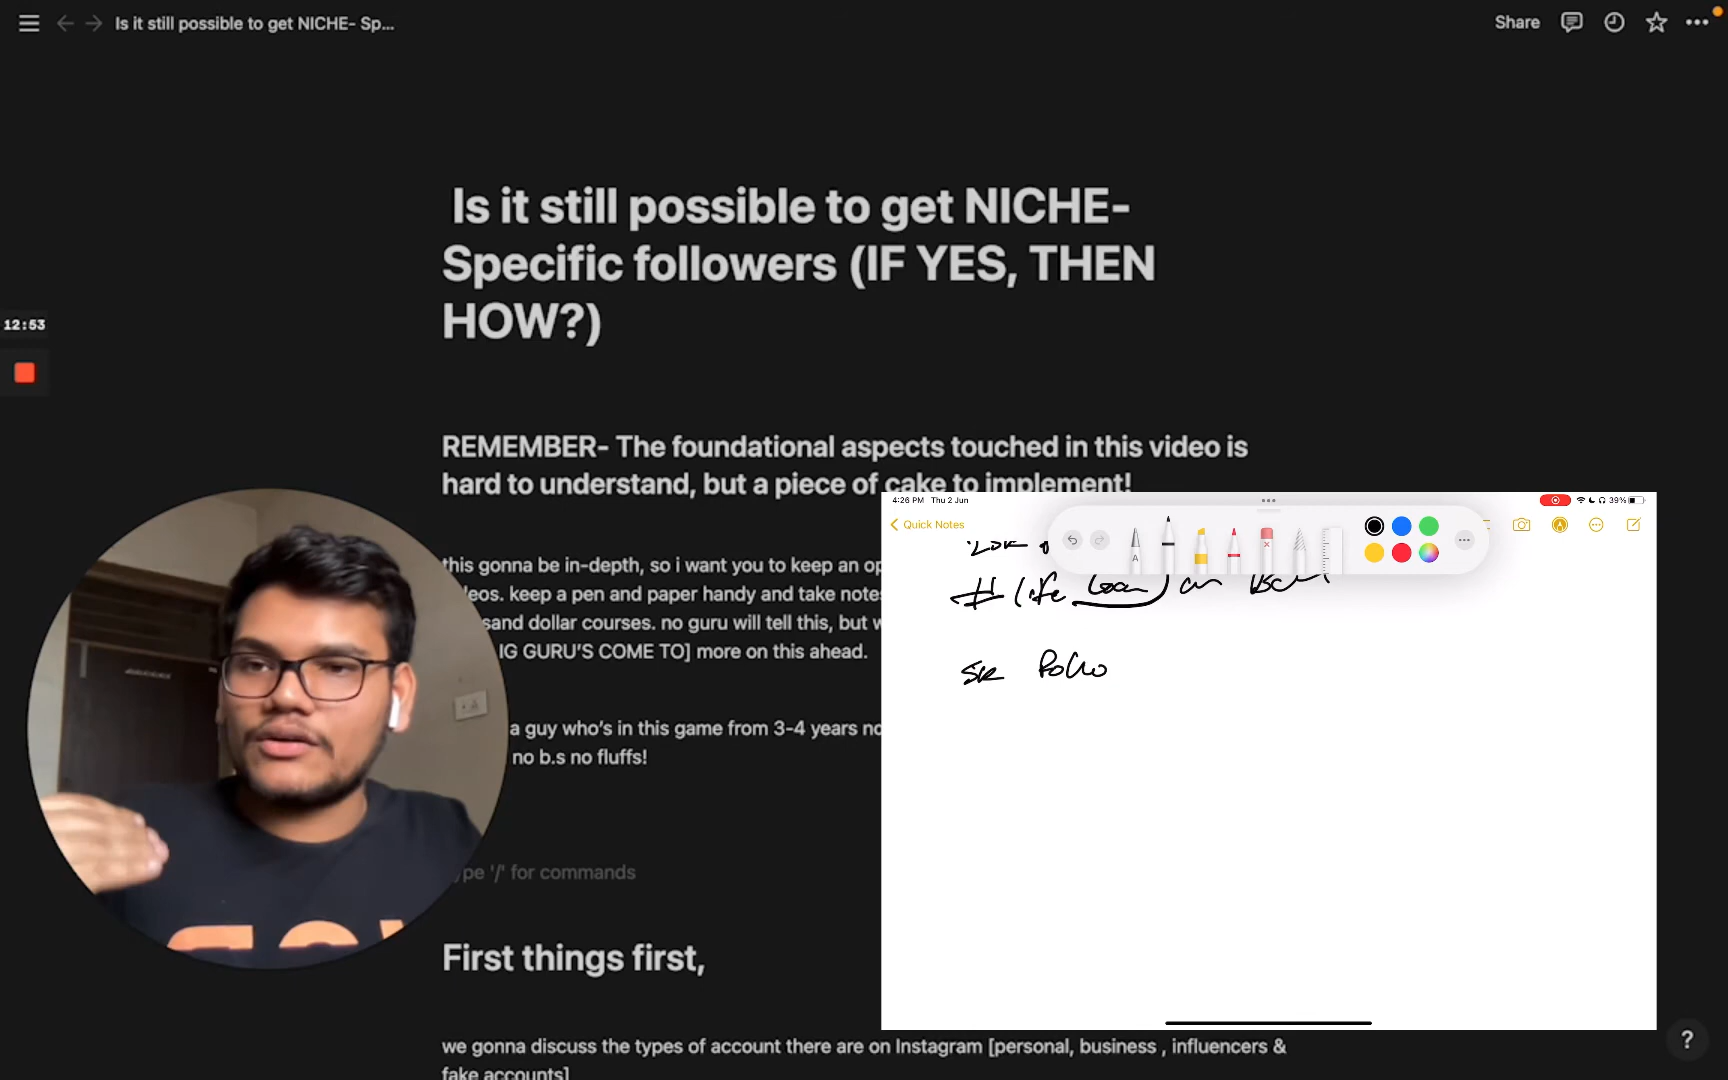 Is it still possible to get NICHE- Sp...
Share
Is it still possible to get NICHE-
Specific followers (IF YES, THEN
HOW?)
12:53
REMEMBER- The foundational aspects touched in this video is
hard to understand, but a piece of cake to implement!
4:26 PM Thu 2 Jun
39%
Quick Notes
A
# life
5k
this gonna be in-depth, so i want you to keep an op
eos. keep a pen and paper handy and take notes
sand dollar courses. no guru will tell this, but w
IG GURU'S COME TO] more on this ahead.
a guy who's in this game from 3-4 years no
no b.s no fluffs!
pe '/' for commands
First things first,
we gonna discuss the types of account there are on Instagram [personal, business , influencers &
fake accounts]
?